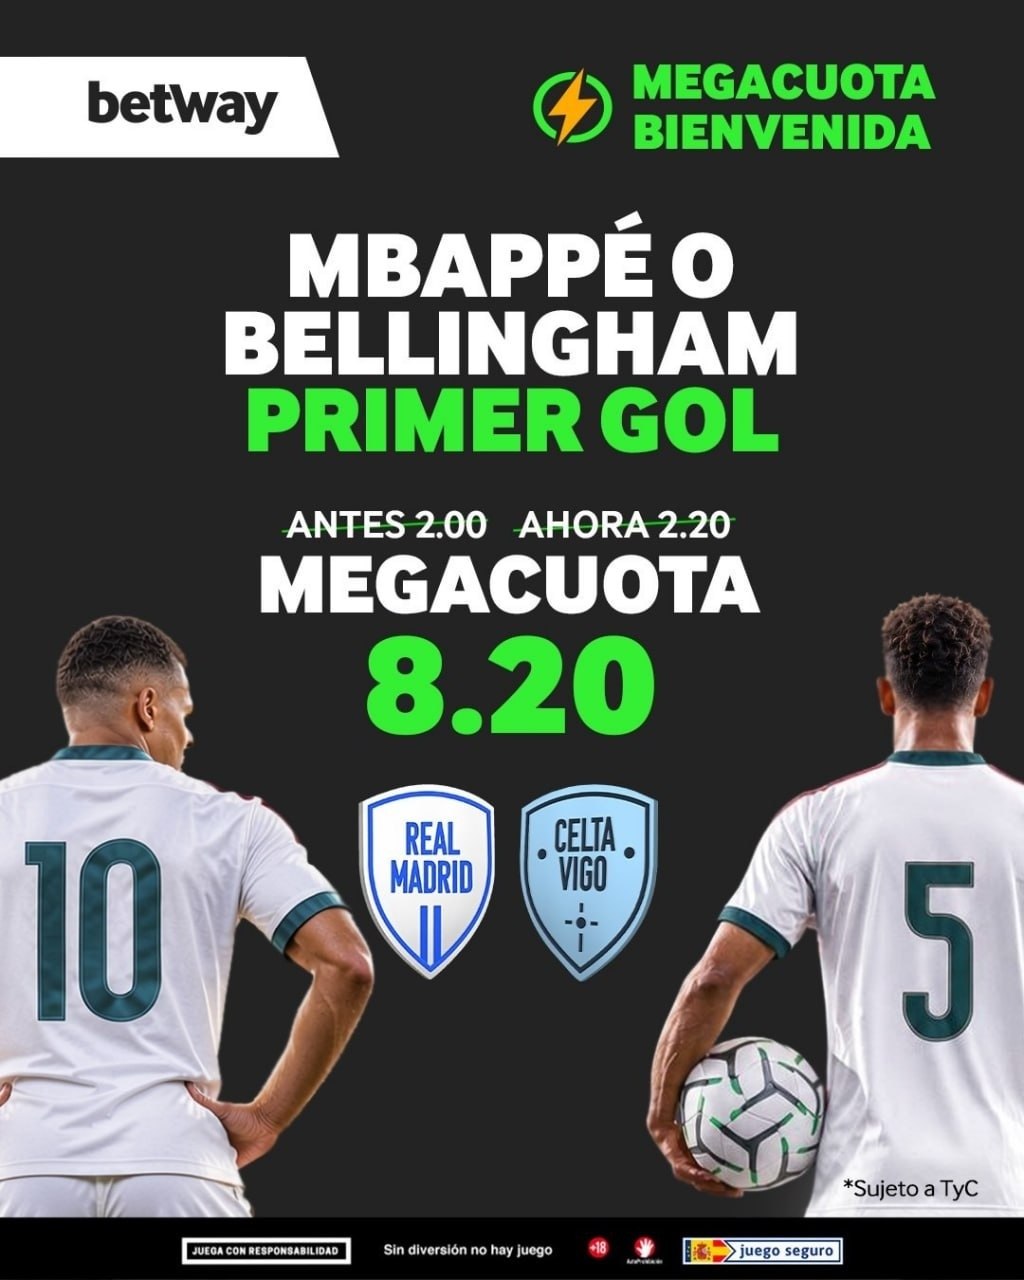 betway
MEGACUOTA
BIENVENIDA
MBAPPÉ O
BELLINGHAM
PRIMER GOL
ANTES 2.00 AHORA 2.20
MEGACUOTA
8.20
REAL
MADRID
CELTA
VIGO
10
5
*Sujeto a TyC
JUEGA CON RESPONSABILIDAD Sin diversión no hay juego +18 AutoProhibición juego seguro